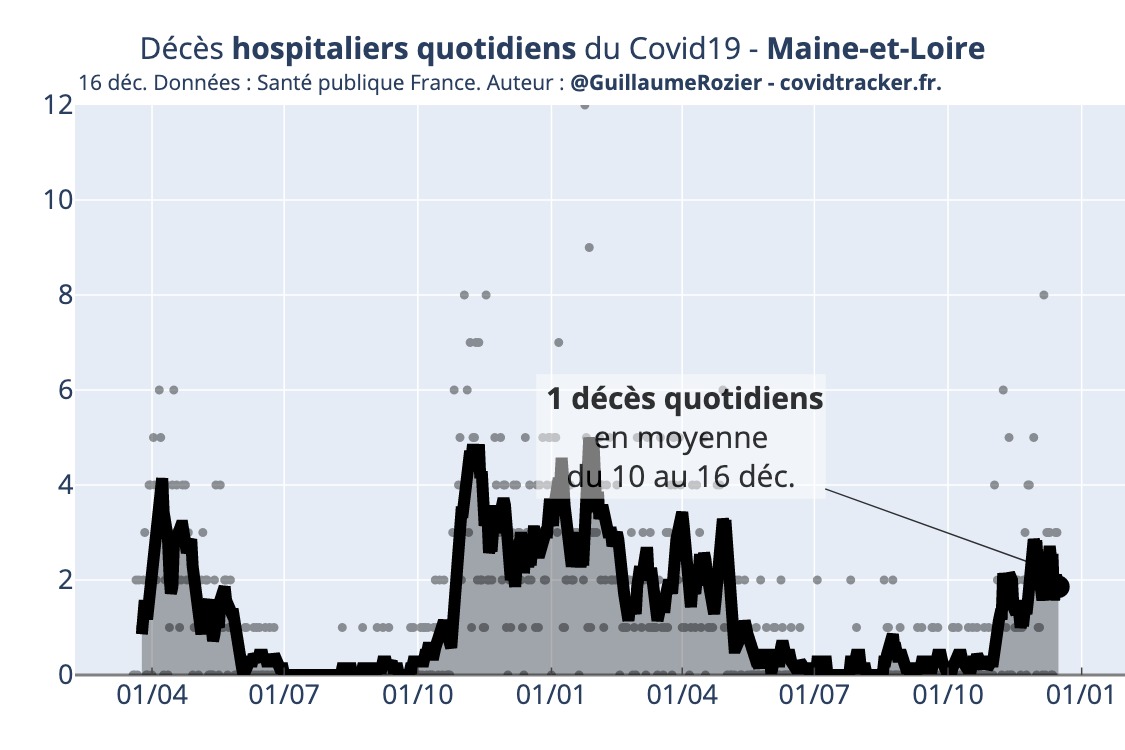 Décès hospitaliers quotidiens du Covid19 - Maine-et-Loire
16 déc. Données : Santé publique France. Auteur : @GuillaumeRozier - covidtracker.fr.
12
10
8
6
4
2
0
1 décès quotidiens
en moyenne
du 10 au 16 déc.
01/04 01/07 01/10 01/01 01/04 01/07 01/10 01/01